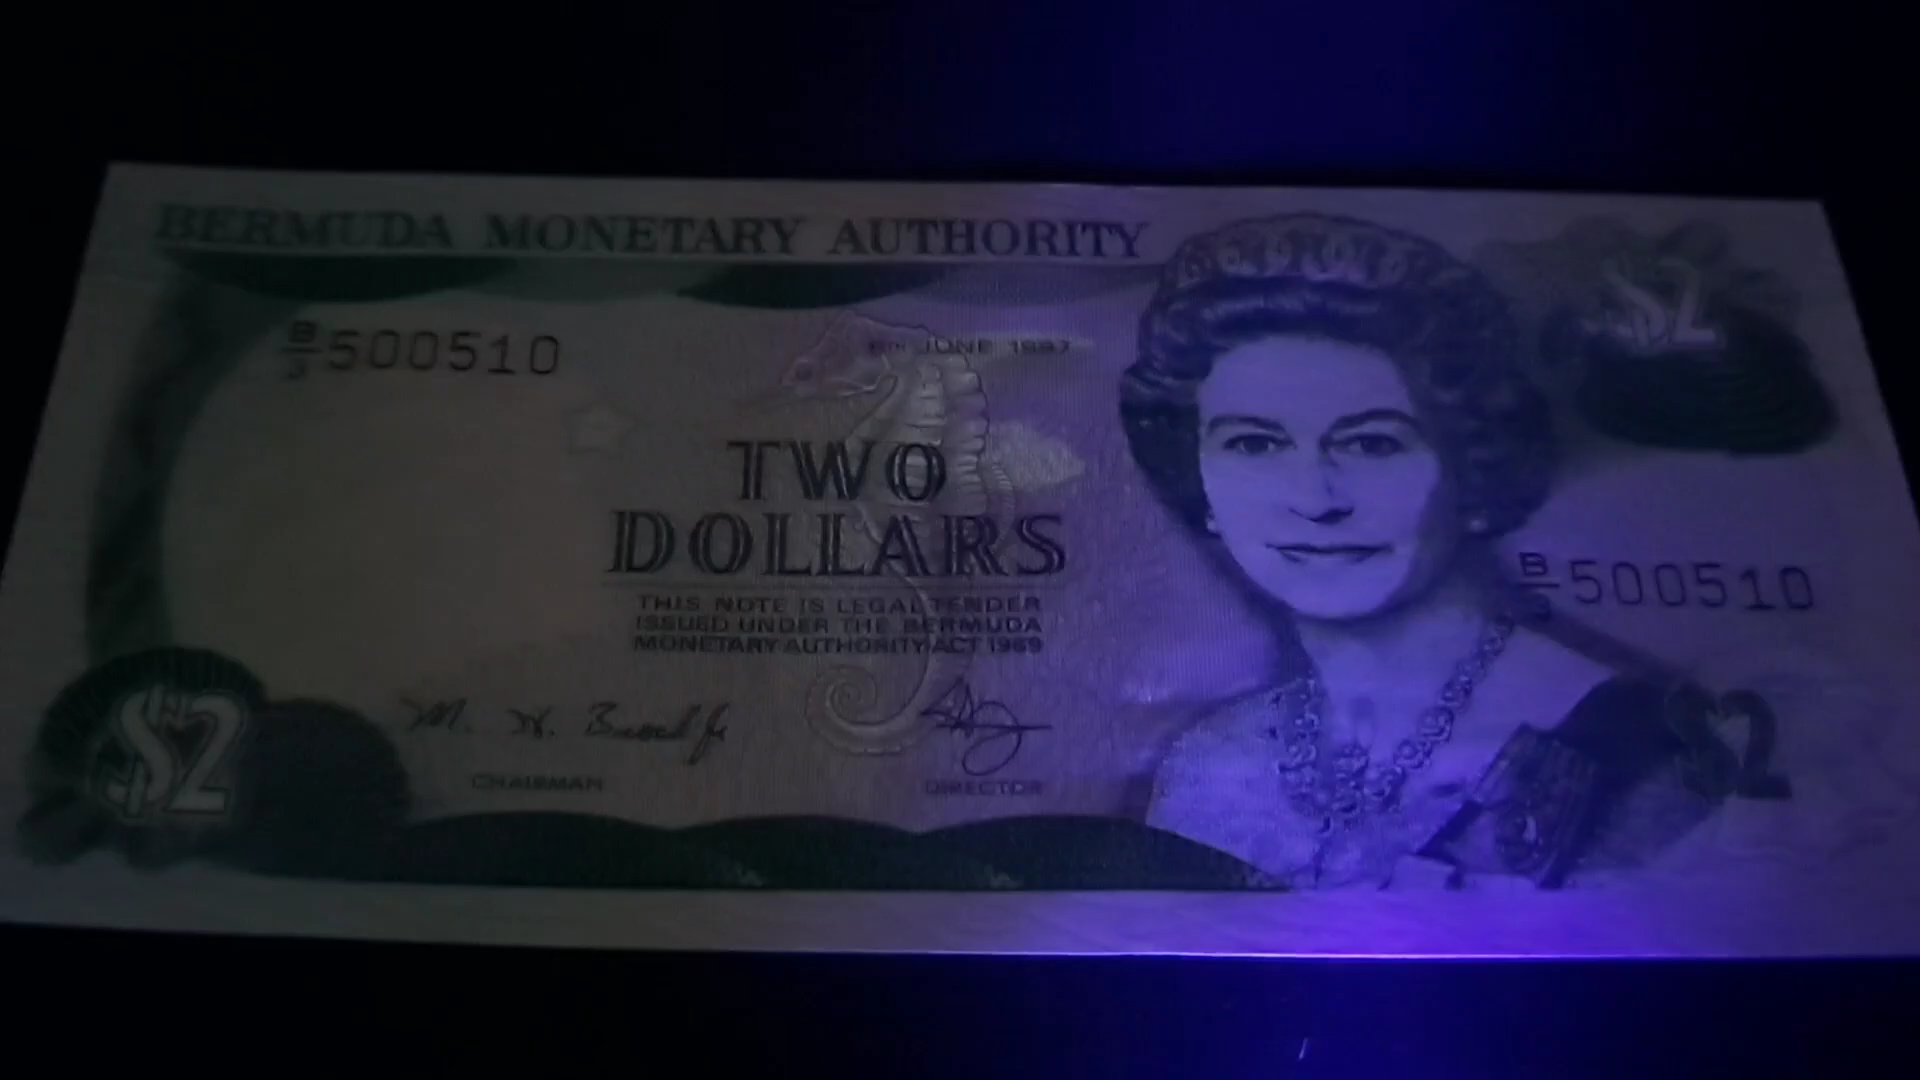 BERMUDA MONETARY AUTHORITY
$2
B/3 500510
6TH JUNE 1997
TWO
DOLLARS
B/3 500510
THIS NOTE IS LEGAL TENDER
ISSUED UNDER THE BERMUDA
MONETARY AUTHORITY ACT 1969
$2
$2
CHAIRMAN
DIRECTOR